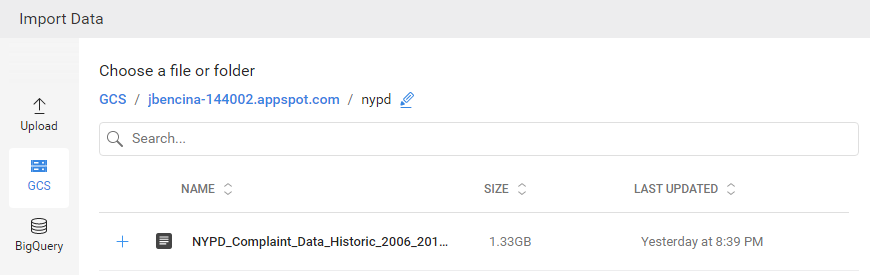 Import Data
Choose a file or folder
GCS / jbencina-144002.appspot.com / nypd
Upload
Search...
GCS
NAME SIZE LAST UPDATED
BigQuery
NYPD_Complaint_Data_Historic_2006_201... 1.33GB Yesterday at 8:39 PM